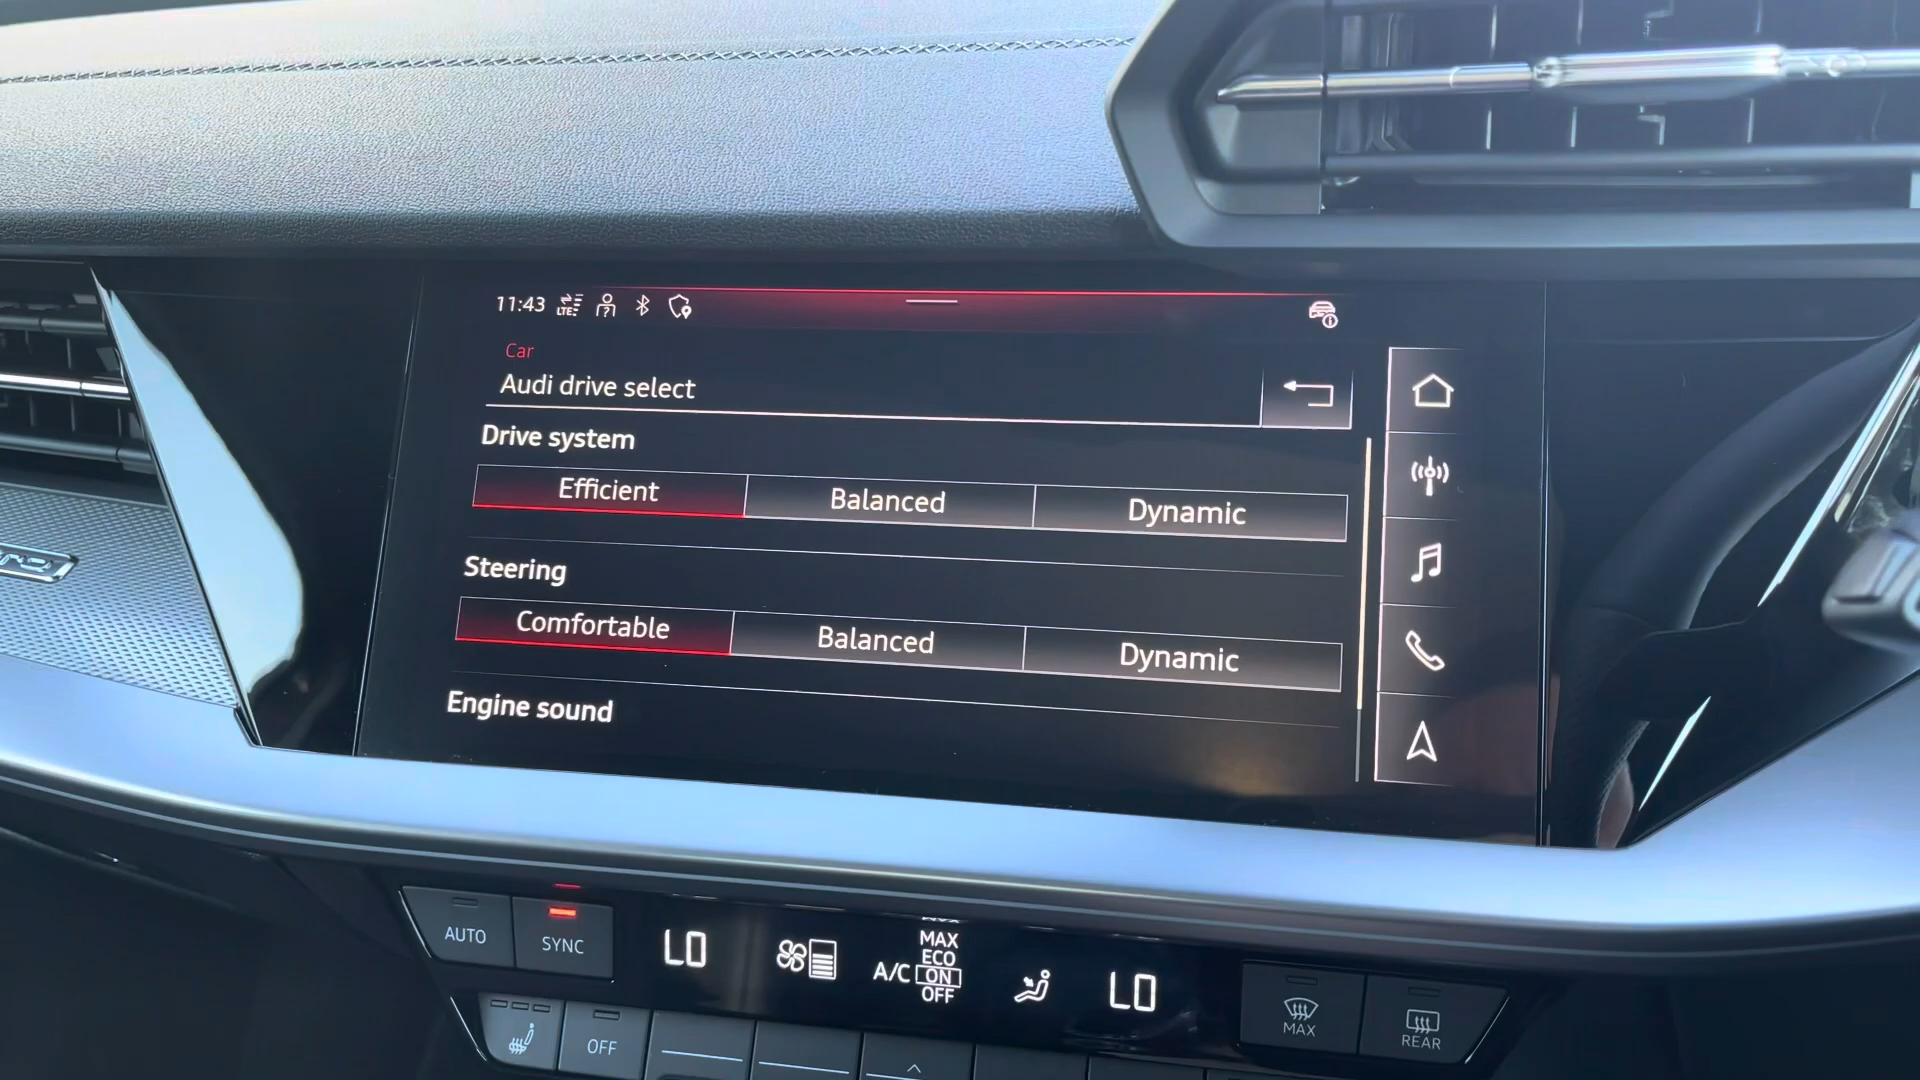 11:43 LTE
Car
Audi drive select
Drive system
Efficient Balanced Dynamic
Steering
Comfortable Balanced Dynamic
Engine sound
AUTO SYNC LO A/C MAX ECO ON OFF LO MAX REAR
OFF